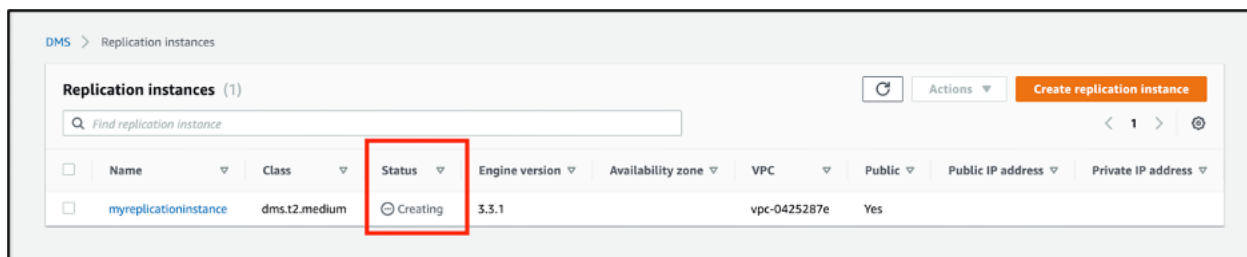 DMS > Replication instances
Replication instances (1)
Actions
Create replication instance
Find replication instance
< 1 >
Name Class Status Engine version Availability zone VPC Public Public IP address Private IP address
myreplicationinstance dms.t2.medium Creating 3.3.1 vpc-0425287e Yes